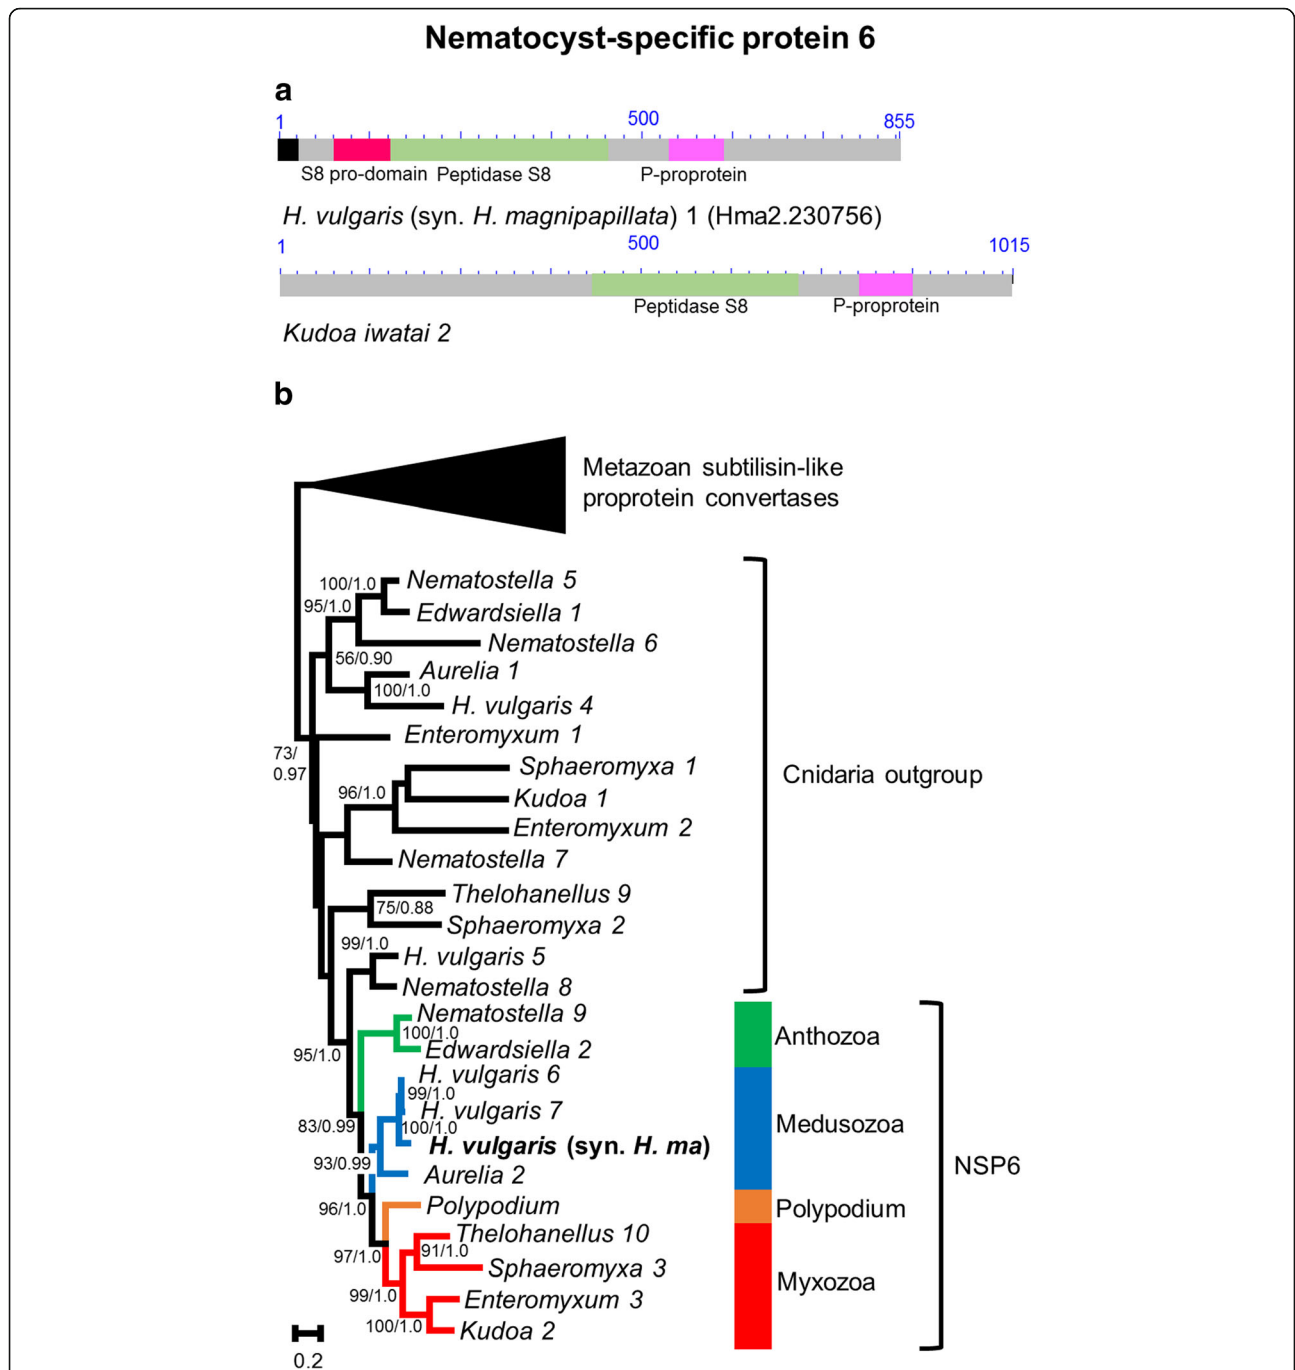 Nematocyst-specific protein 6
a
1 500 855
S8 pro-domain Peptidase S8 P-proprotein
H. vulgaris (syn. H. magnipapillata) 1 (Hma2.230756)
1 500 1015
Peptidase S8 P-proprotein
Kudoa iwatai 2
b
Metazoan subtilisin-like
proprotein convertases
100/1.0 Nematostella 5
95/1.0 Edwardsiella 1
Nematostella 6
56/0.90
Aurelia 1
100/1.0
H. vulgaris 4
Enteromyxum 1
73/
0.97
Sphaeromyxa 1
Cnidaria outgroup
96/1.0 Kudoa 1
Enteromyxum 2
Nematostella 7
Thelohanellus 9
75/0.88
Sphaeromyxa 2
99/1.0
H. vulgaris 5
Nematostella 8
Nematostella 9
100/1.0 Anthozoa
95/1.0 Edwardsiella 2
H. vulgaris 6
99/1.0
H. vulgaris 7
83/0.99 100/1.0 Medusozoa
H. vulgaris (syn. H. ma)
93/0.99 NSP6
Aurelia 2
96/1.0 Polypodium Polypodium
Thelohanellus 10
97/1.0 91/1.0
Sphaeromyxa 3 Myxozoa
99/1.0 Enteromyxum 3
100/1.0 Kudoa 2
0.2